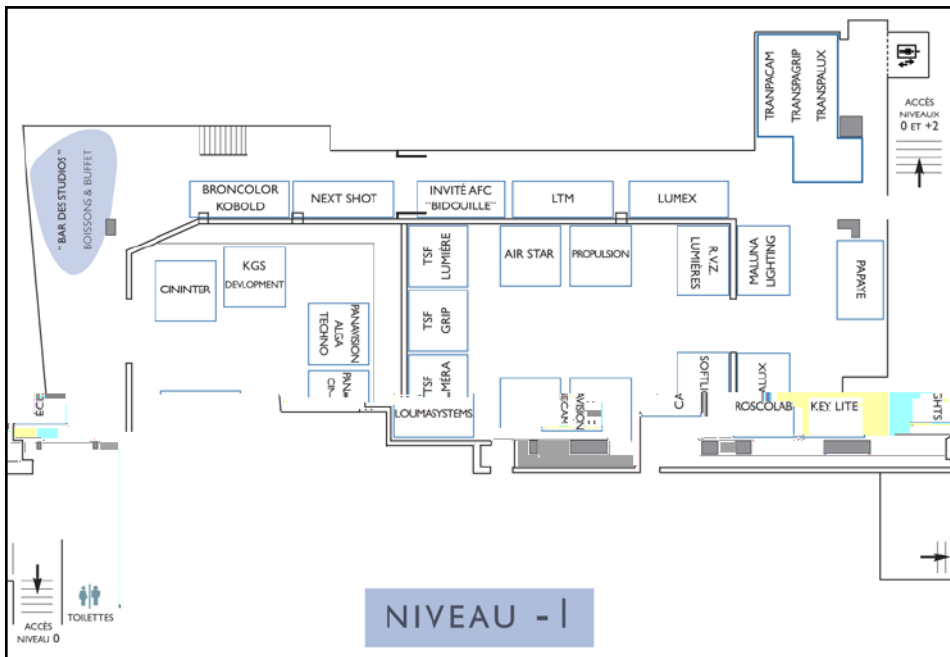 TRANPACAM
TRANSPAGRIP
TRANSPALUX
ACCÈS
NIVEAUX
0 ET +2
" BAR DES STUDIOS "
BOISSONS & BUFFET
BRONCOLOR
KOBOLD
NEXT SHOT
INVITÉ AFC
"BIDOUILLE"
LTM
LUMEX
CININTER
KGS
DEVLOPMENT
PANAVISION
ALGA
TECHNO
TSF
LUMIÈRE
TSF
GRIP
TSF
AIR STAR
PROPULSION
R.V.Z.
LUMIÈRES
MALUNA
LIGHTING
PAPAYE
LOUMASYSTEMS
ROSCOLAB
KEY LITE
ACCÈS
NIVEAU 0
TOILETTES
NIVEAU -1